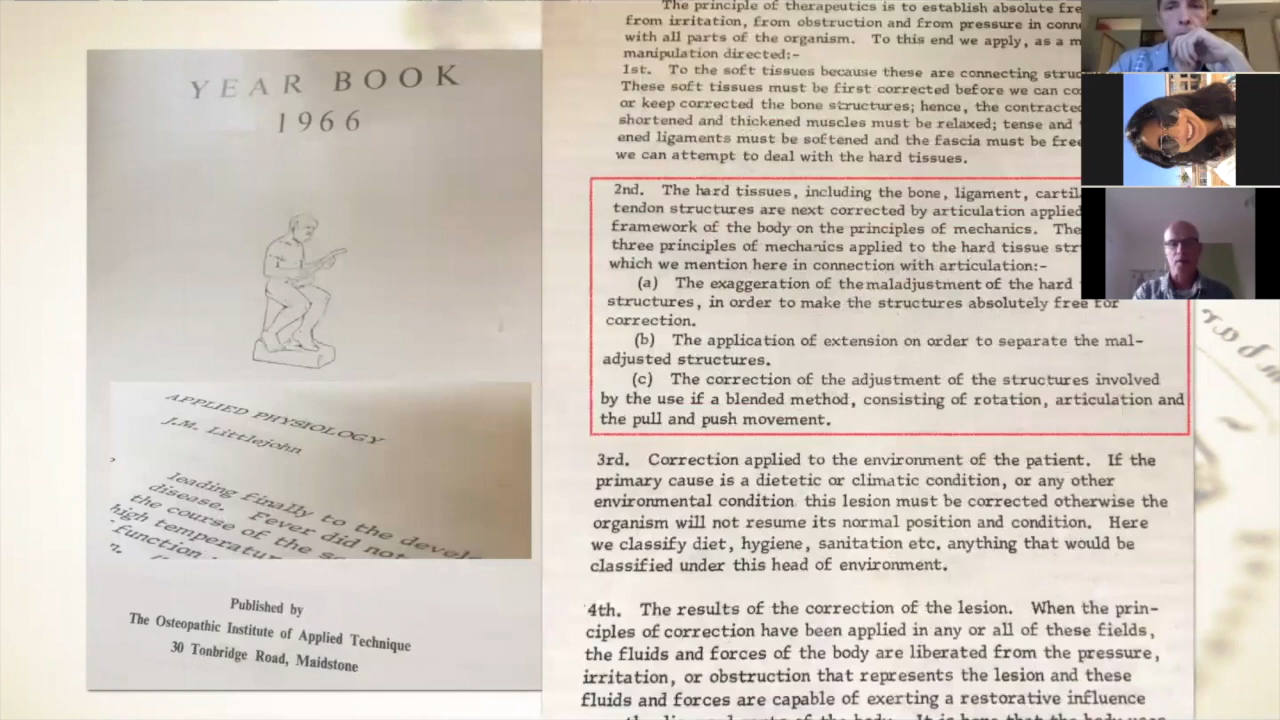 YEAR BOOK
1966
APPLIED PHYSIOLOGY
J.M. Littlejohn
leading finally to the develo
disease. Fever did not
the course of the
high temperatur
function
Published by
The Osteopathic Institute of Applied Technique
30 Tonbridge Road, Maidstone
The principle of therapeutics is to establish absolute fre
from irritation, from obstruction and from pressure in conn
with all parts of the organism. To this end we apply, as a m
manipulation directed:-
1st. To the soft tissues because these are connecting struc
These soft tissues must be first corrected before we can co
or keep corrected the bone structures; hence, the contracted
shortened and thickened muscles must be relaxed; tense and
ened ligaments must be softened and the fascia must be free
we can attempt to deal with the hard tissues.
2nd. The hard tissues, including the bone, ligament, cartil
tendon structures are next corrected by articulation applied
framework of the body on the principles of mechanics. The
three principles of mechanics applied to the hard tissue str
which we mention here in connection with articulation:-
(a) The exaggeration of the maladjustment of the hard
structures, in order to make the structures absolutely free for
correction.
(b) The application of extension on order to separate the mal-
adjusted structures.
(c) The correction of the adjustment of the structures involved
by the use if a blended method, consisting of rotation, articulation and
the pull and push movement.
3rd. Correction applied to the environment of the patient. If the
primary cause is a dietetic or climatic condition, or any other
environmental condition this lesion must be corrected otherwise the
organism will not resume its normal position and condition. Here
we classify diet, hygiene, sanitation etc. anything that would be
classified under this head of environment.
4th. The results of the correction of the lesion. When the prin-
ciples of correction have been applied in any or all of these fields,
the fluids and forces of the body are liberated from the pressure,
irritation, or obstruction that represents the lesion and these
fluids and forces are capable of exerting a restorative influence